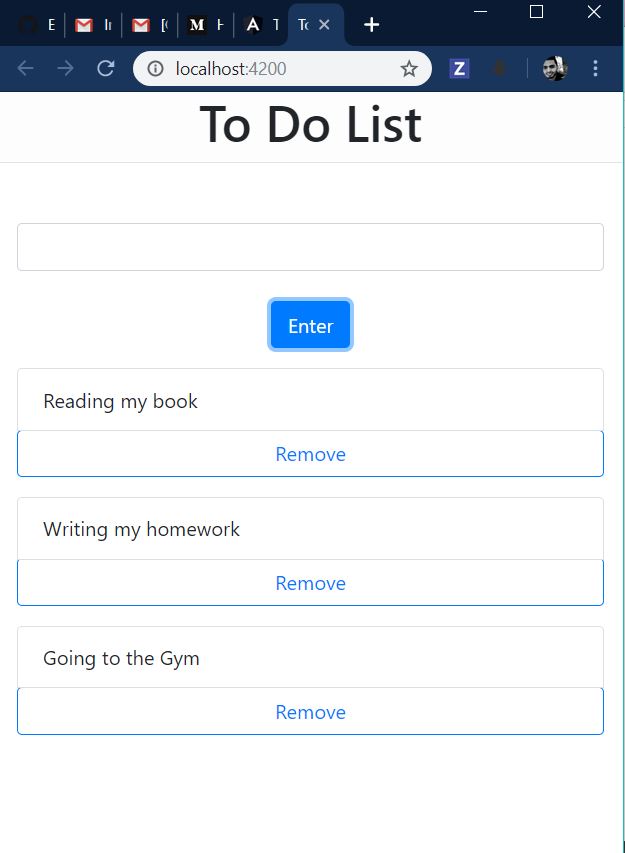 localhost:4200
To Do List
Enter
Reading my book
Remove
Writing my homework
Remove
Going to the Gym
Remove